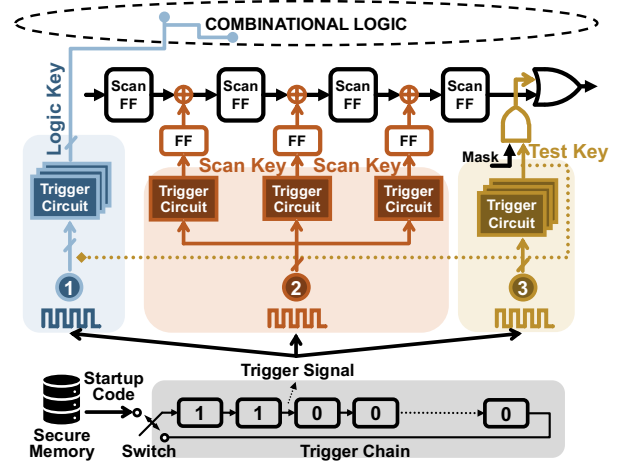 COMBINATIONAL LOGIC
Logic Key
Scan
FF
Scan
FF
Scan
FF
Scan
FF
FF
FF
FF
Scan Key
Scan Key
Mask
Test Key
Trigger
Circuit
Trigger
Circuit
Trigger
Circuit
Trigger
Circuit
Trigger
Circuit
1
2
3
Trigger Signal
Startup
Code
Secure
Memory
Switch
1
1
0
0
0
Trigger Chain